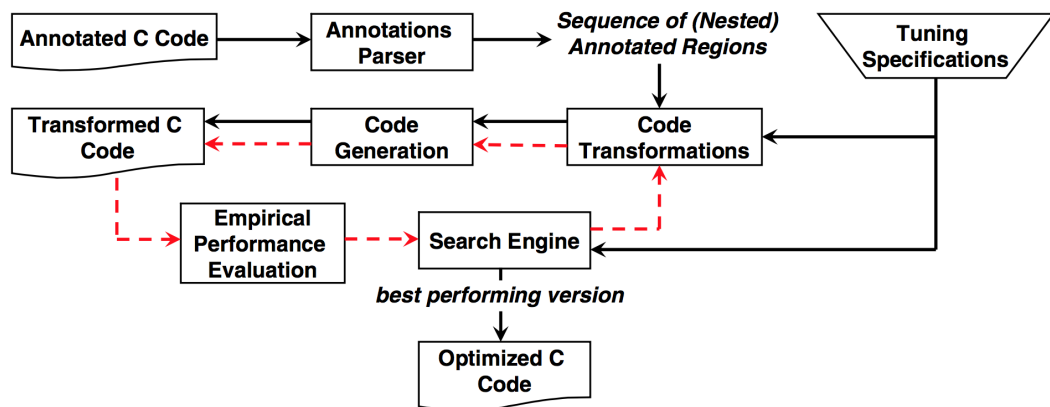 Annotated C Code
Annotations
Parser
Sequence of (Nested)
Annotated Regions
Tuning
Specifications
Transformed C
Code
Code
Generation
Code
Transformations
Empirical
Performance
Evaluation
Search Engine
best performing version
Optimized C
Code